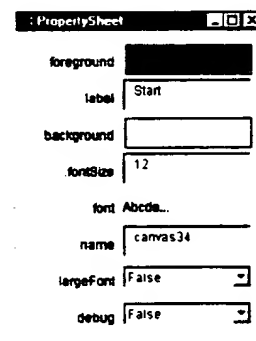 PropertySheet
foreground
label Start
background
fontSize 12
font Abcde...
name canvas34
largeFont False
debug False